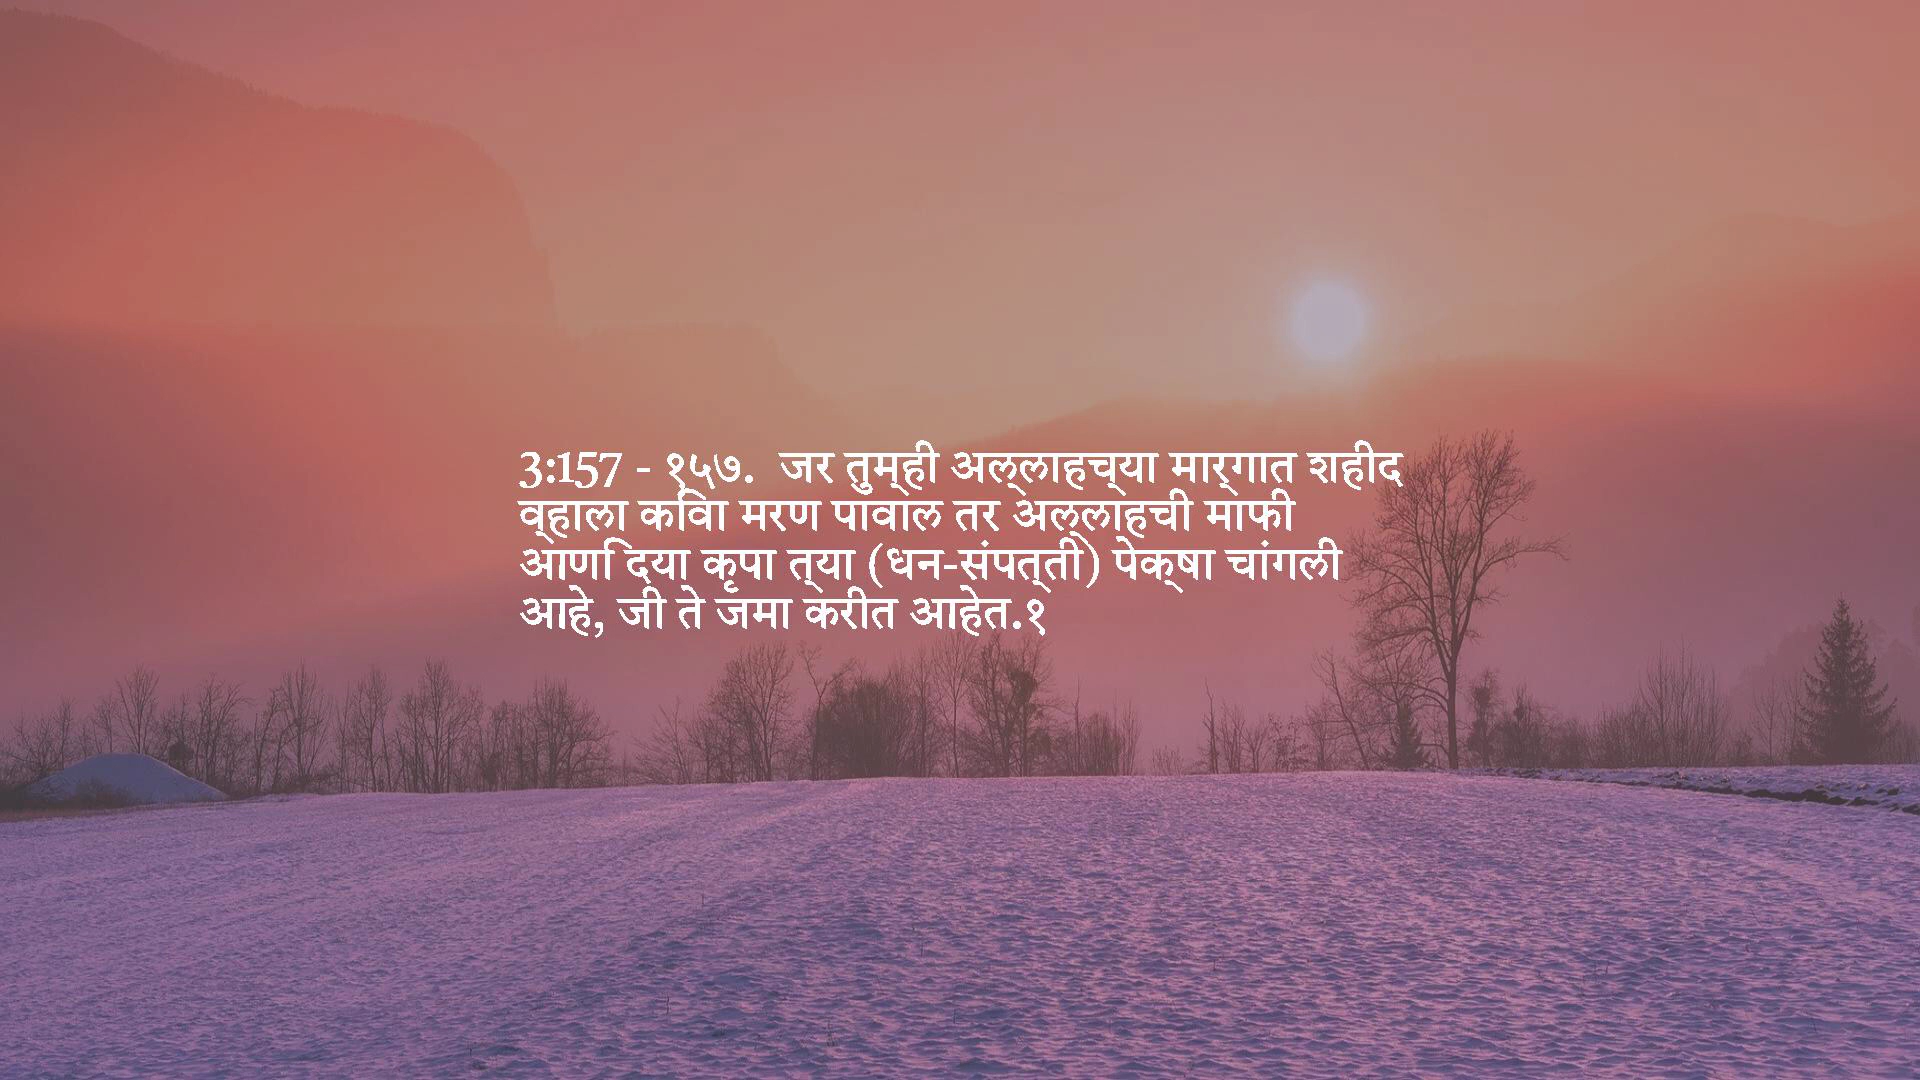 3:157 - १५७. जर तुम्ही अल्लाहच्या मार्गात शहीद
व्हाला किंवा मरण पावाल तर अल्लाहची माफी
आणि दया कृपा त्या (धन-संपत्ती) पेक्षा चांगली
आहे, जी ते जमा करीत आहेत.१